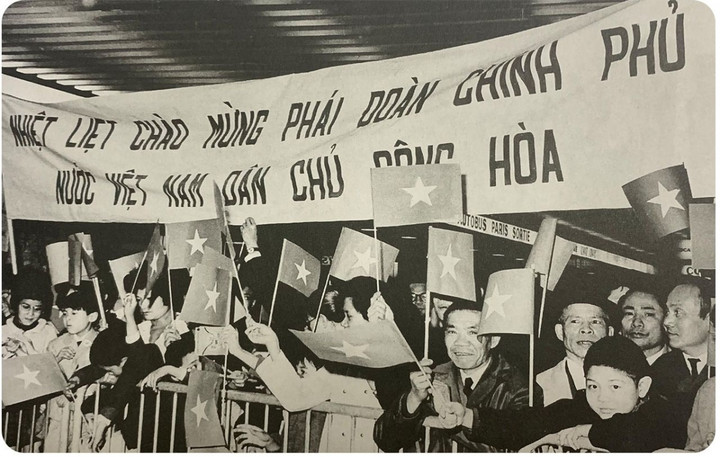 NHIỆT LIỆT CHÀO MỪNG PHÁI ĐOÀN CHÍNH PHỦ
NƯỚC VIỆT NAM DÂN CHỦ CỘNG HÒA
AUTOBUS PARIS SORTIE